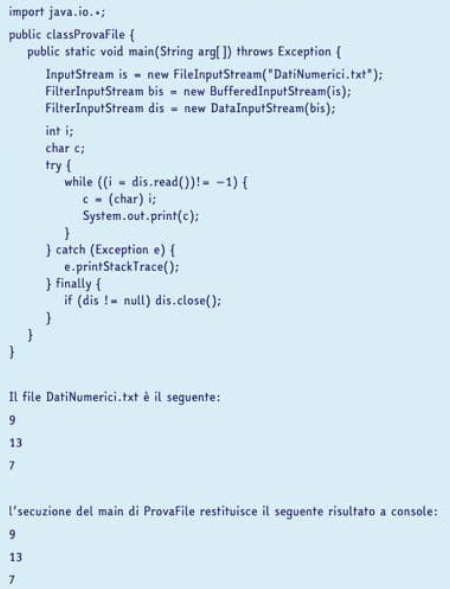 import java.io.*;
public classProvaFile {
public static void main(String arg[]) throws Exception {
InputStream is = new FileInputStream("DatiNumerici.txt");
FilterInputStream bis = new BufferedInputStream(is);
FilterInputStream dis = new DataInputStream(bis);
int i;
char c;
try {
while ((i = dis.read())!= −1) {
c = (char) i;
System.out.print(c);
}
} catch (Exception e) {
e.printStackTrace();
} finally {
if (dis != null) dis.close();
}
}
}
Il file DatiNumerici.txt è il seguente:
9
13
7
l'secuzione del main di ProvaFile restituisce il seguente risultato a console:
9
13
7